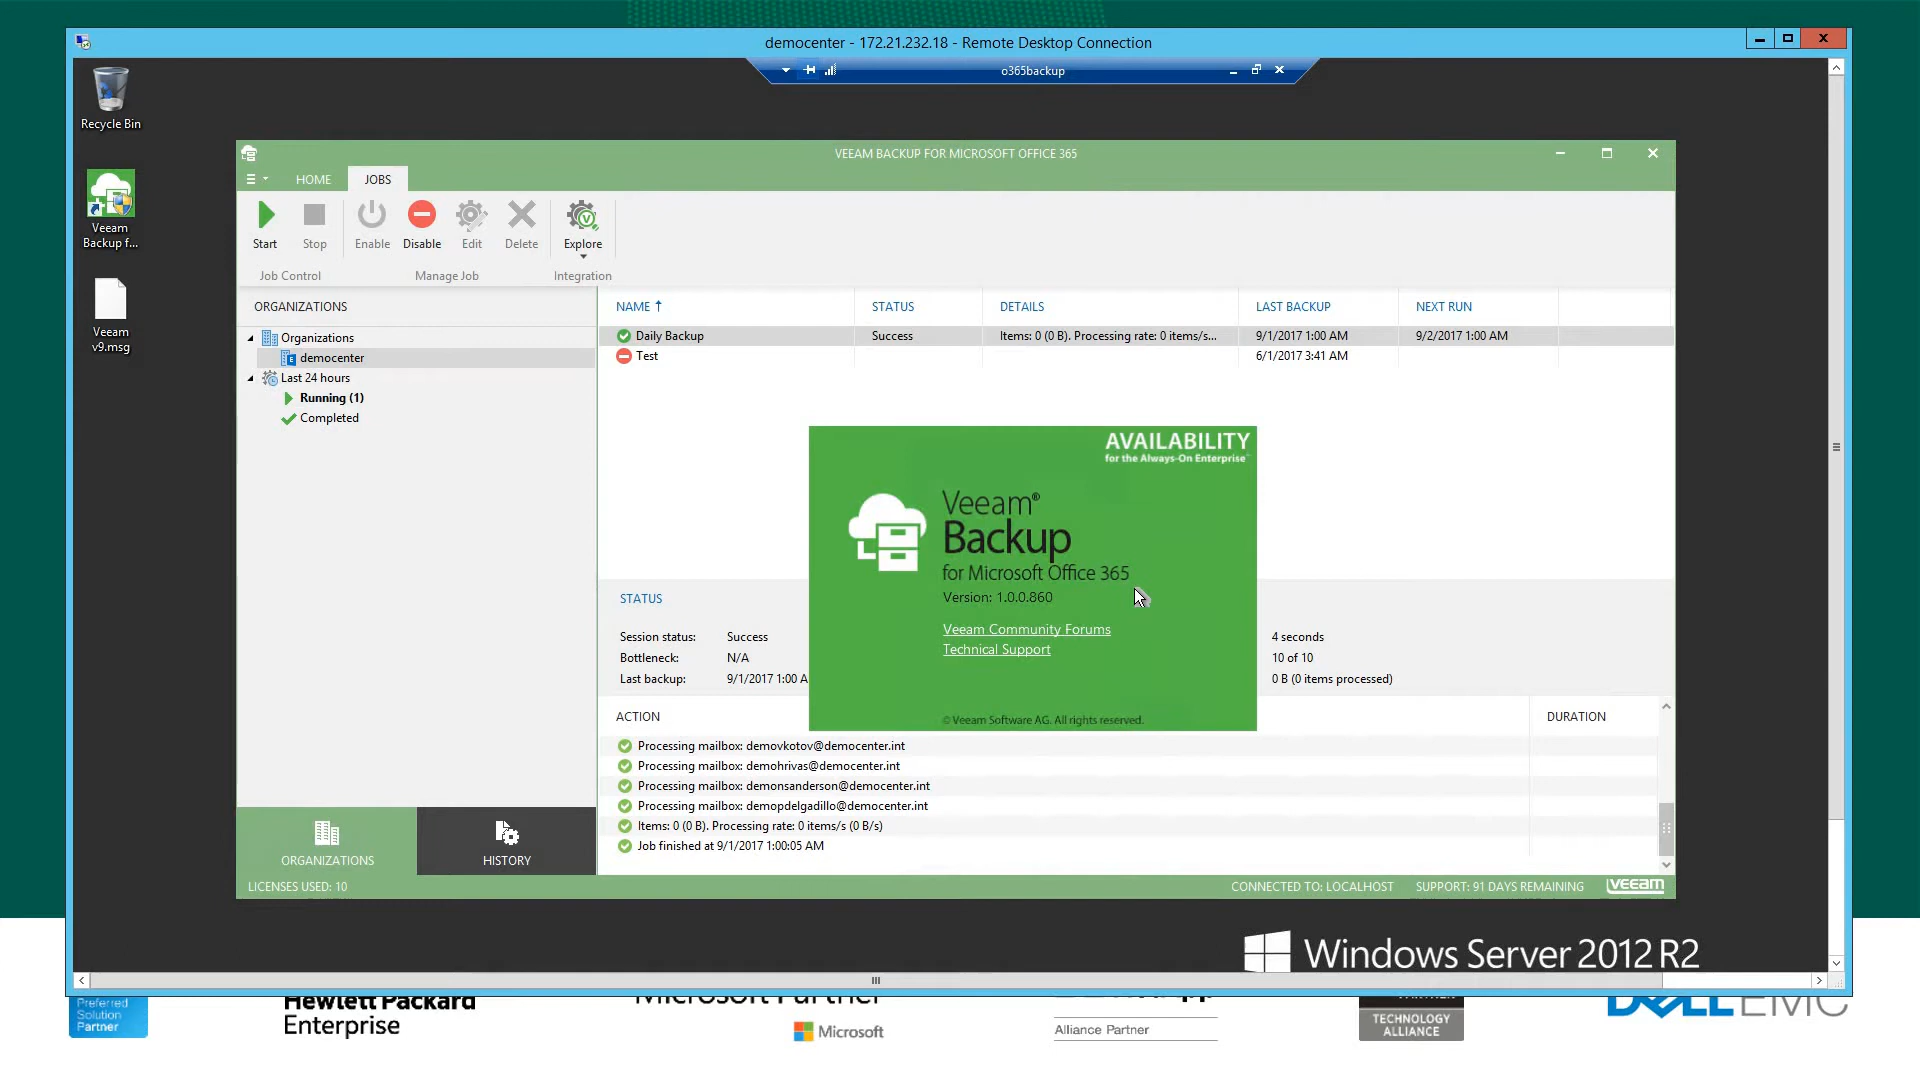 democenter - 172.21.232.18 - Remote Desktop Connection
o365backup
Recycle Bin
Veeam
Backup f...
Veeam
v9.msg
VEEAM BACKUP FOR MICROSOFT OFFICE 365
HOME
JOBS
Start
Stop
Enable
Disable
Edit
Delete
Explore
Job Control
Manage Job
Integration
ORGANIZATIONS
Organizations
democenter
Last 24 hours
Running (1)
Completed
NAME
STATUS
DETAILS
LAST BACKUP
NEXT RUN
Daily Backup
Success
Items: 0 (0 B). Processing rate: 0 items/s...
9/1/2017 1:00 AM
9/2/2017 1:00 AM
Test
6/1/2017 3:41 AM
AVAILABILITY
for the Always-On Enterprise
Veeam®
Backup
for Microsoft Office 365
Version: 1.0.0.860
Veeam Community Forums
Technical Support
© Veeam Software AG. All rights reserved.
STATUS
Session status:
Success
4 seconds
Bottleneck:
N/A
10 of 10
Last backup:
9/1/2017 1:00 A
0 B (0 items processed)
ACTION
DURATION
Processing mailbox: demovkotov@democenter.int
Processing mailbox: demohrivas@democenter.int
Processing mailbox: demonsanderson@democenter.int
Processing mailbox: demopdelgadillo@democenter.int
Items: 0 (0 B). Processing rate: 0 items/s (0 B/s)
Job finished at 9/1/2017 1:00:05 AM
ORGANIZATIONS
HISTORY
LICENSES USED: 10
CONNECTED TO: LOCALHOST
SUPPORT: 91 DAYS REMAINING
veeam
Windows Server 2012 R2
Preferred
Solution
Partner
Hewlett Packard
Enterprise
Microsoft Partner
Microsoft
Alliance Partner
TECHNOLOGY
ALLIANCE
DELL EMC